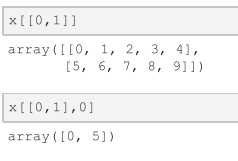 x[[0,1]]
array([[0, 1, 2, 3, 4],
       [5, 6, 7, 8, 9]])
x[[0,1],0]
array([0, 5])